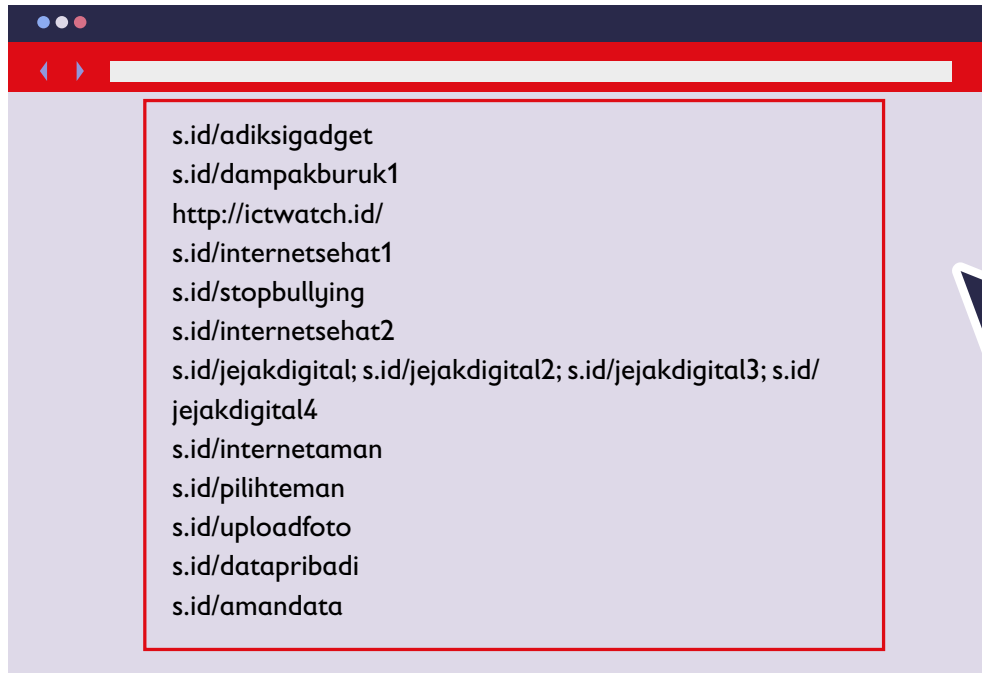 s.id/adiksigadget
s.id/dampakburuk1
http://ictwatch.id/
s.id/internetsehat1
s.id/stopbullying
s.id/internetsehat2
s.id/jejakdigital; s.id/jejakdigital2; s.id/jejakdigital3; s.id/
jejakdigital4
s.id/internetaman
s.id/pilihteman
s.id/uploadfoto
s.id/datapribadi
s.id/amandata